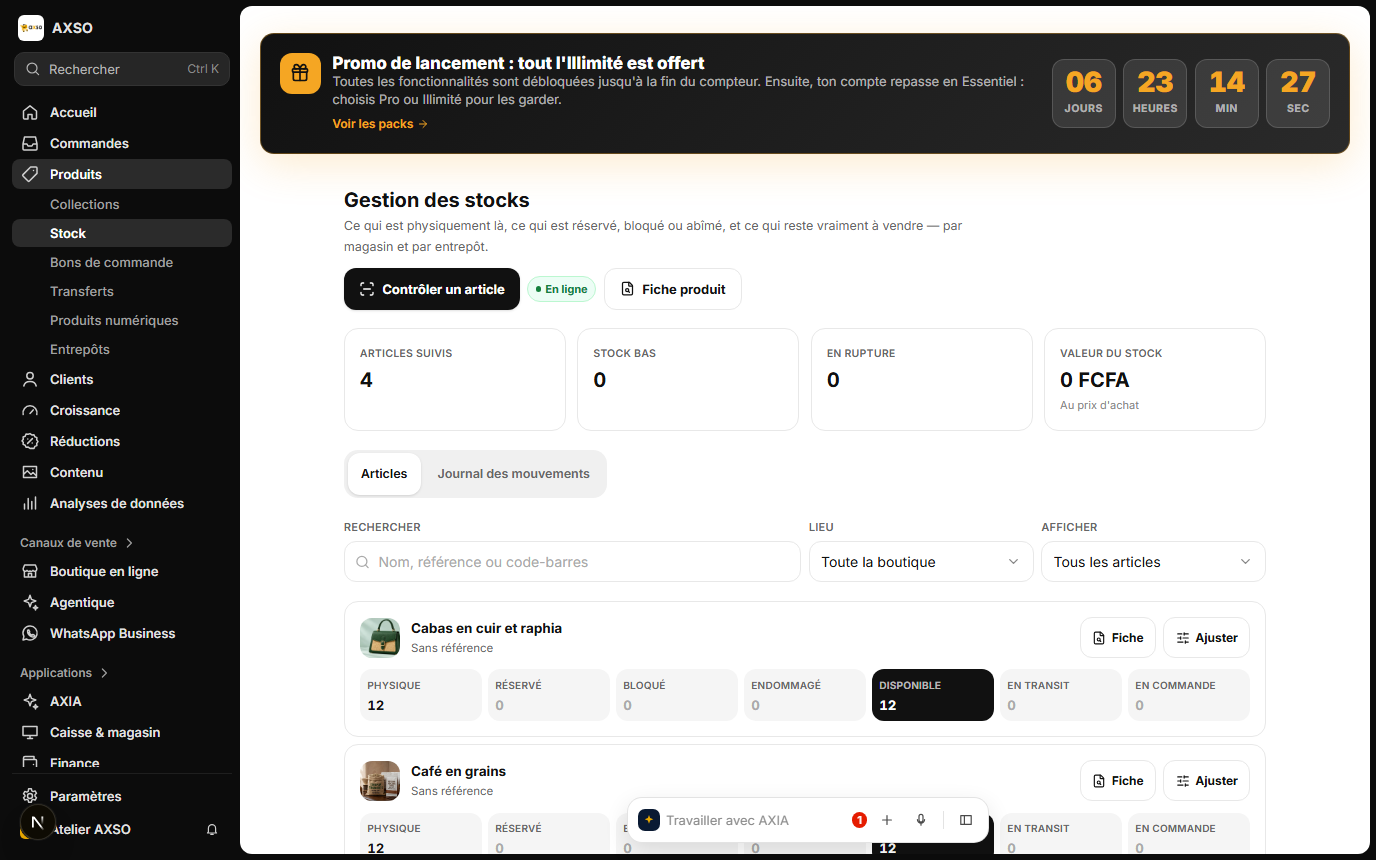 AXSO
Rechercher Ctrl K
Accueil
Commandes
Produits
Collections
Stock
Bons de commande
Transferts
Produits numériques
Entrepôts
Clients
Croissance
Réductions
Contenu
Analyses de données
Canaux de vente
Boutique en ligne
Agentique
WhatsApp Business
Applications
AXIA
Caisse & magasin
Finance
Paramètres
N
Atelier AXSO
Promo de lancement : tout l'Illimité est offert
Toutes les fonctionnalités sont débloquées jusqu'à la fin du compteur. Ensuite, ton compte repasse en Essentiel :
choisis Pro ou Illimité pour les garder.
Voir les packs →
06 23 14 27
JOURS HEURES MIN SEC
Gestion des stocks
Ce qui est physiquement là, ce qui est réservé, bloqué ou abîmé, et ce qui reste vraiment à vendre — par
magasin et par entrepôt.
Contrôler un article En ligne Fiche produit
ARTICLES SUIVIS STOCK BAS EN RUPTURE VALEUR DU STOCK
4 0 0 0 FCFA
Au prix d'achat
Articles Journal des mouvements
RECHERCHER LIEU AFFICHER
Nom, référence ou code-barres Toute la boutique Tous les articles
Cabas en cuir et raphia
Sans référence
Fiche Ajuster
PHYSIQUE RÉSERVÉ BLOQUÉ ENDOMMAGÉ DISPONIBLE EN TRANSIT EN COMMANDE
12 0 0 0 12 0 0
Café en grains
Sans référence
Fiche Ajuster
PHYSIQUE RÉSERVÉ EN TRANSIT EN COMMANDE
12 0 0 0 12 0 0
Travailler avec AXIA 1